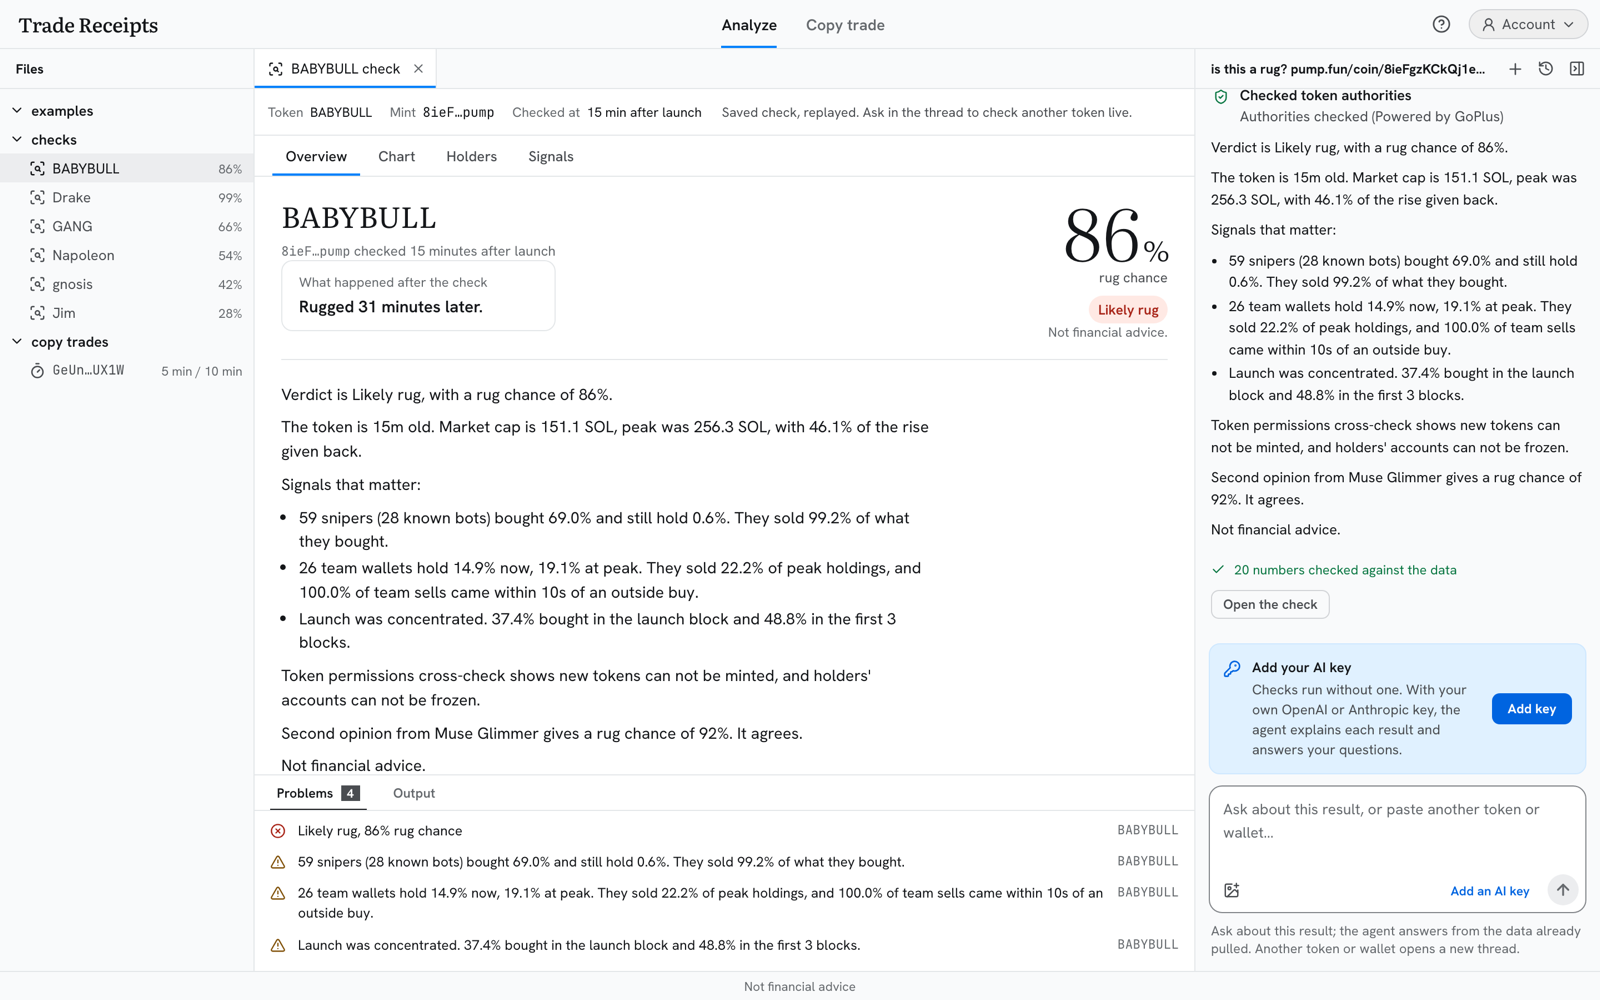 Trade Receipts
Analyze
Copy trade
Account
Files
examples
checks
BABYBULL 86%
Drake 99%
GANG 66%
Napoleon 54%
gnosis 42%
Jim 28%
copy trades
GeUn…UX1W 5 min / 10 min
BABYBULL check
Token BABYBULL Mint 8ieF…pump Checked at 15 min after launch Saved check, replayed. Ask in the thread to check another token live.
Overview Chart Holders Signals
BABYBULL
8ieF…pump checked 15 minutes after launch
What happened after the check
Rugged 31 minutes later.
86%
rug chance
Likely rug
Not financial advice.
Verdict is Likely rug, with a rug chance of 86%.
The token is 15m old. Market cap is 151.1 SOL, peak was 256.3 SOL, with 46.1% of the rise
given back.
Signals that matter:
59 snipers (28 known bots) bought 69.0% and still hold 0.6%. They sold 99.2% of what
they bought.
26 team wallets hold 14.9% now, 19.1% at peak. They sold 22.2% of peak holdings, and
100.0% of team sells came within 10s of an outside buy.
Launch was concentrated. 37.4% bought in the launch block and 48.8% in the first 3
blocks.
Token permissions cross-check shows new tokens can not be minted, and holders'
accounts can not be frozen.
Second opinion from Muse Glimmer gives a rug chance of 92%. It agrees.
Not financial advice.
Problems 4 Output
Likely rug, 86% rug chance BABYBULL
59 snipers (28 known bots) bought 69.0% and still hold 0.6%. They sold 99.2% of what they bought. BABYBULL
26 team wallets hold 14.9% now, 19.1% at peak. They sold 22.2% of peak holdings, and 100.0% of team sells came within 10s of an BABYBULL
outside buy.
Launch was concentrated. 37.4% bought in the launch block and 48.8% in the first 3 blocks. BABYBULL
is this a rug? pump.fun/coin/8ieFgzKCkQj1e…
Checked token authorities
Authorities checked (Powered by GoPlus)
Verdict is Likely rug, with a rug chance of 86%.
The token is 15m old. Market cap is 151.1 SOL, peak was
256.3 SOL, with 46.1% of the rise given back.
Signals that matter:
59 snipers (28 known bots) bought 69.0% and still hold
0.6%. They sold 99.2% of what they bought.
26 team wallets hold 14.9% now, 19.1% at peak. They
sold 22.2% of peak holdings, and 100.0% of team sells
came within 10s of an outside buy.
Launch was concentrated. 37.4% bought in the launch
block and 48.8% in the first 3 blocks.
Token permissions cross-check shows new tokens can
not be minted, and holders' accounts can not be frozen.
Second opinion from Muse Glimmer gives a rug chance of
92%. It agrees.
Not financial advice.
20 numbers checked against the data
Open the check
Add your AI key
Checks run without one. With your
own OpenAI or Anthropic key, the
agent explains each result and
answers your questions.
Add key
Ask about this result, or paste another token or
wallet…
Add an AI key
Ask about this result; the agent answers from the data already
pulled. Another token or wallet opens a new thread.
Not financial advice